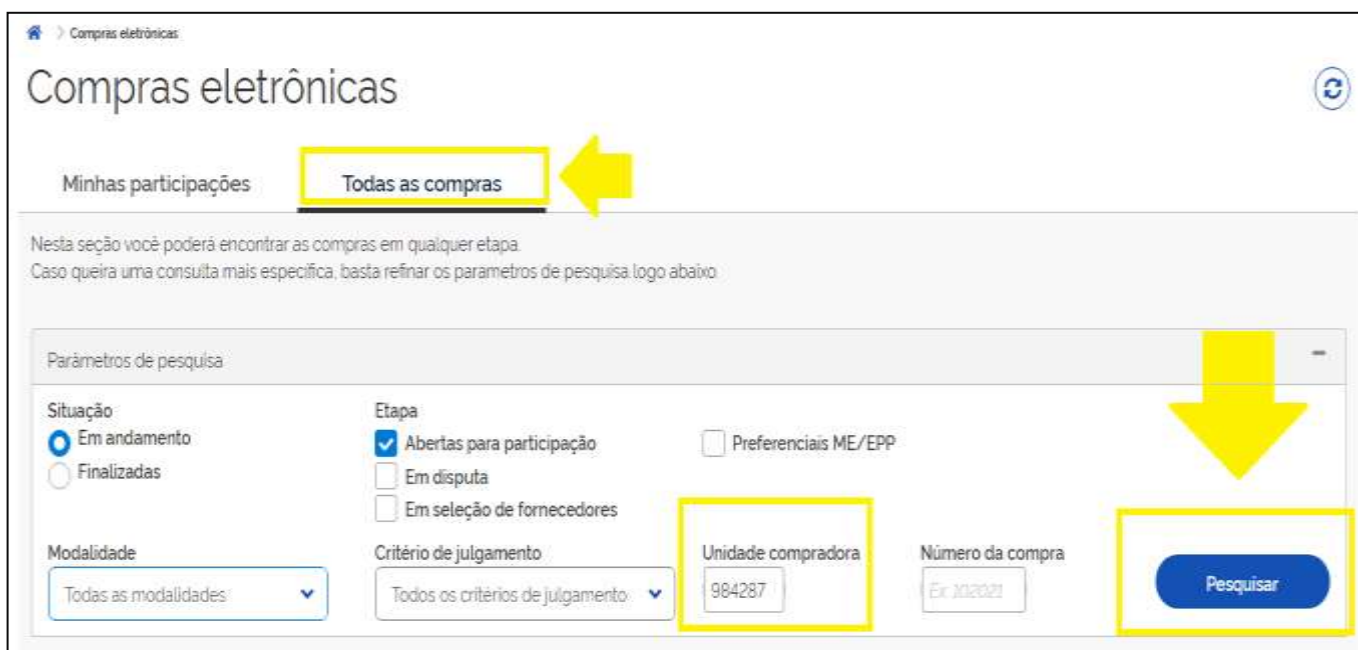 Compras eletrônicas
Compras eletrônicas
Minhas participações Todas as compras
Nesta seção você poderá encontrar as compras em qualquer etapa.
Caso queira uma consulta mais específica, basta refinar os parametros de pesquisa logo abaixo
Parâmetros de pesquisa
Situação Etapa
Em andamento Abertas para participação Preferenciais ME/EPP
Finalizadas Em disputa
Em seleção de fornecedores
Modalidade Critério de julgamento Unidade compradora Número da compra
Todas as modalidades Todos os critérios de julgamento 984287 Ex: 102021 Pesquisar